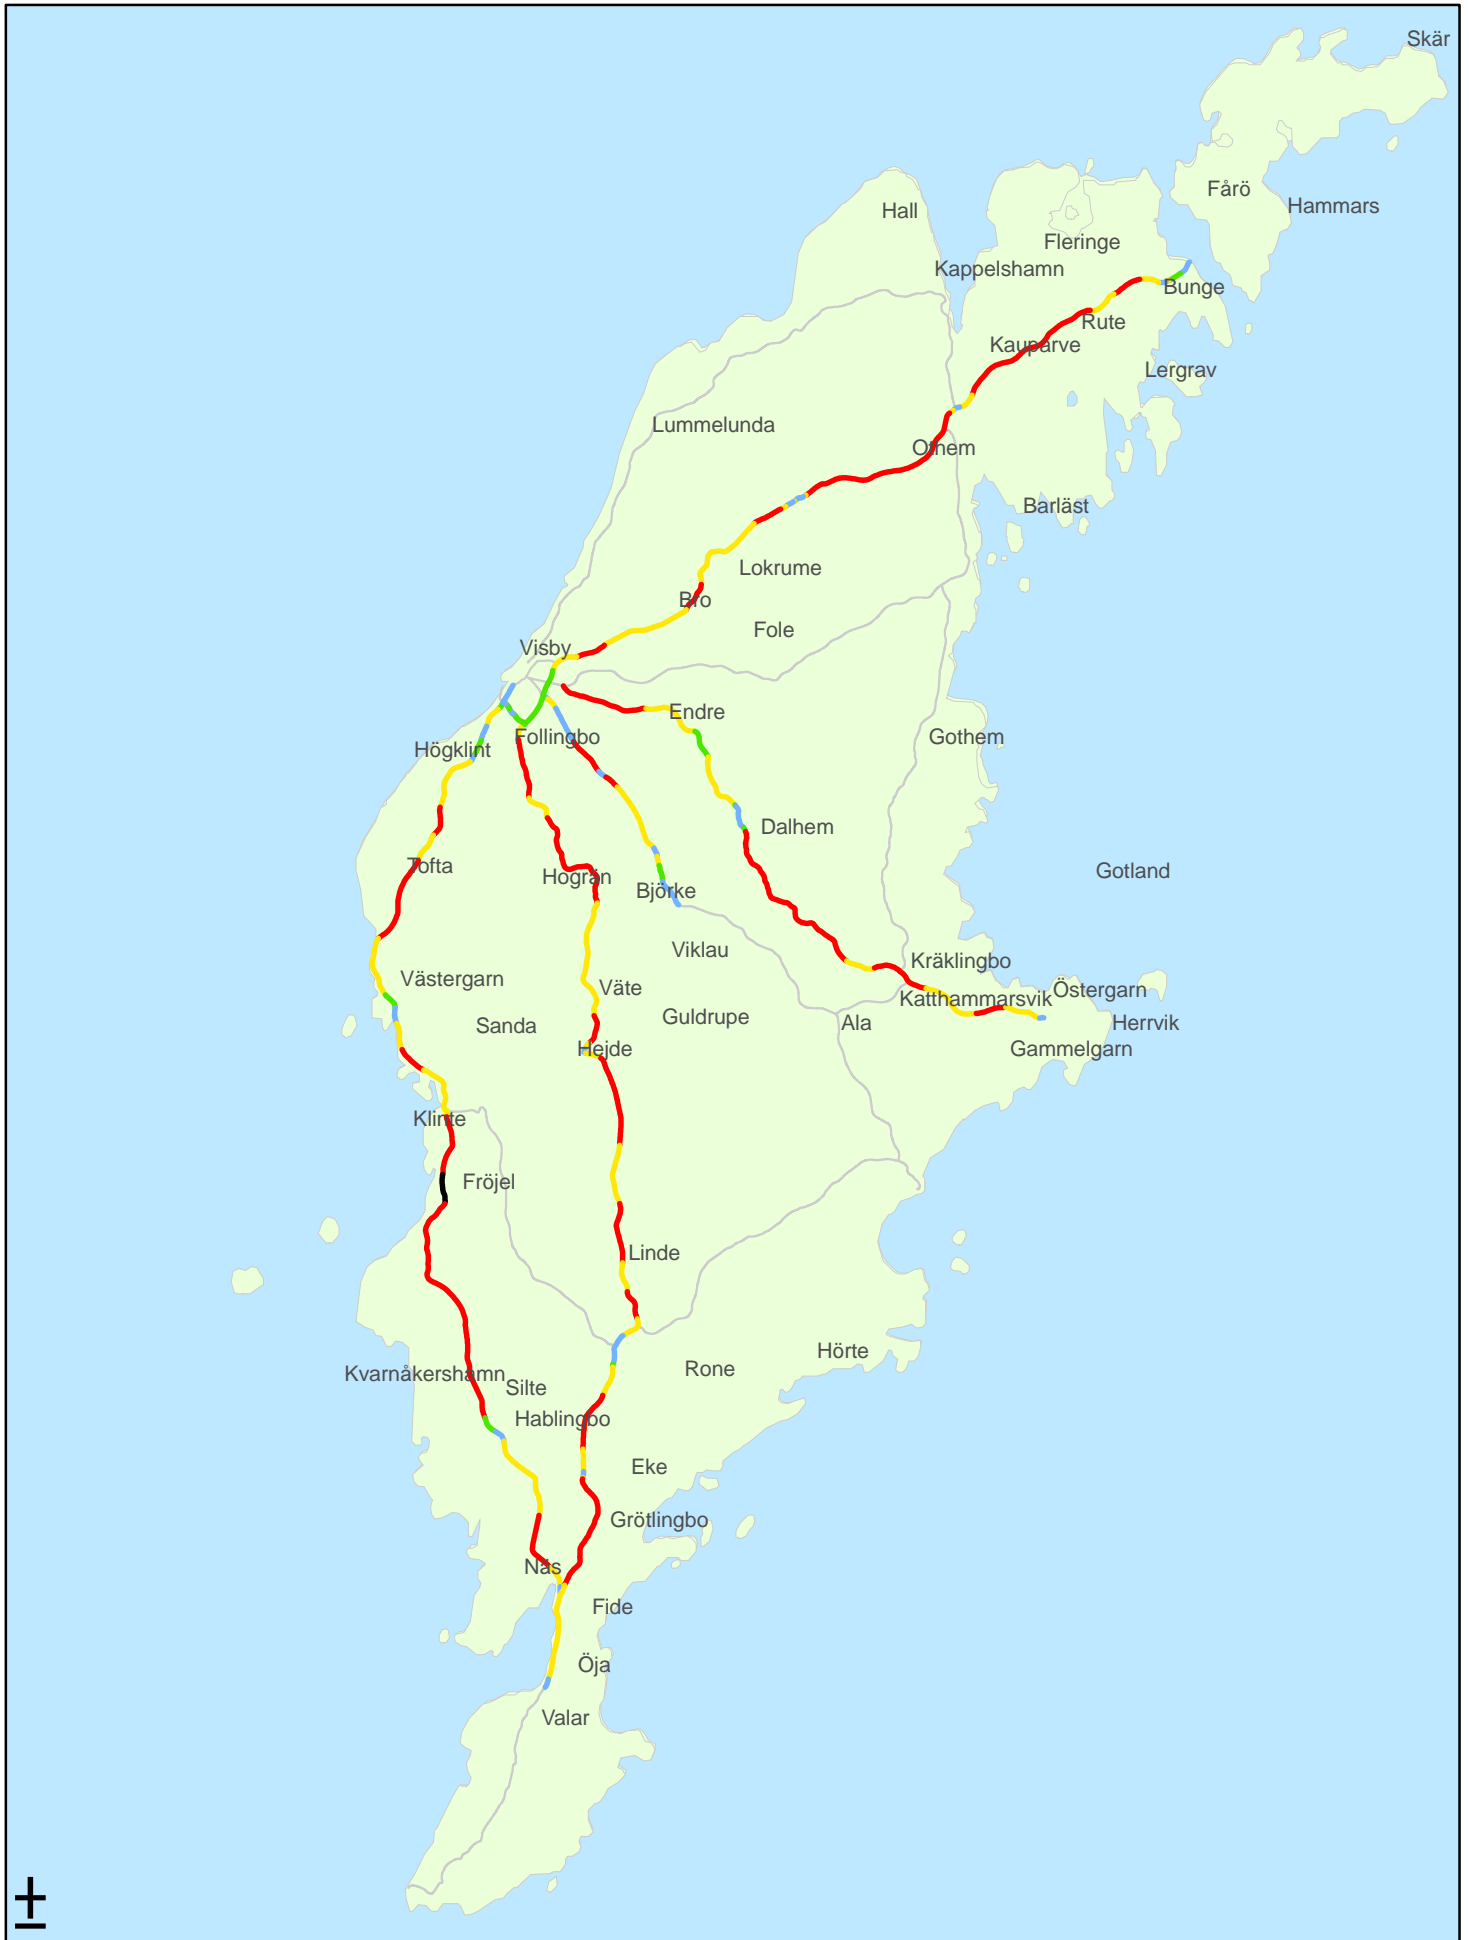 Skär
Fårö
Hammars
Hall
Fleringe
Kappelshamn
Bunge
Rute
Kauparve
Lergrav
Lummelunda
Othem
Barläst
Lokrume
Bro
Fole
Visby
Endre
Follingbo
Gothem
Högklint
Dalhem
Tofta
Gotland
Hogrän
Björke
Viklau
Kräklingbo
Västergarn
Väte
Östergarn
Katthammarsvik
Guldrupe
Sanda
Ala
Herrvik
Hejde
Gammelgarn
Klinte
Fröjel
Linde
Hörte
Rone
Kvarnåkershamn
Silte
Hablingbo
Eke
Grötlingbo
Näs
Fide
Öja
Valar